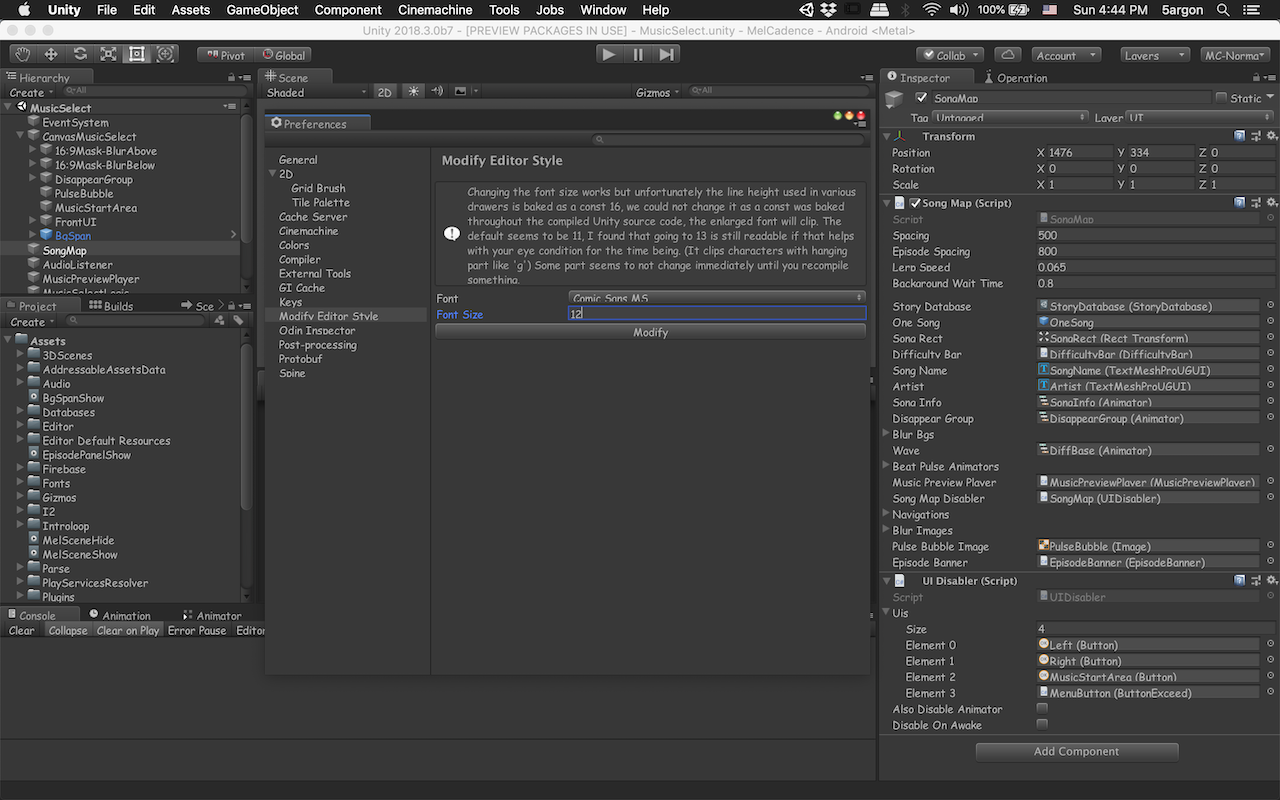 Unity File Edit Assets GameObject Component Cinemachine Tools Jobs Window Help 100% Sun 4:44 PM 5argon
Unity 2018.3.0b7 - [PREVIEW PACKAGES IN USE] - MusicSelect.unity - MelCadence - Android <Metal>
Pivot Global Collab Account Layers MC-Norma
Hierarchy
Create All
MusicSelect
EventSystem
CanvasMusicSelect
16:9Mask-BlurAbove
16:9Mask-BlurBelow
DisappearGroup
PulseBubble
MusicStartArea
FrontUI
BgSpan
SongMap
AudioListener
MusicPreviewPlayer
MusicSelectLogic
Project Builds Sce
Create
Assets
3DScenes
AddressableAssetsData
Audio
BgSpanShow
Databases
Editor
Editor Default Resources
EpisodePanelShow
Firebase
Fonts
Gizmos
I2
Introloop
MelSceneHide
MelSceneShow
Parse
PlayServicesResolver
Plugins
Console Animation Animator
Clear Collapse Clear on Play Error Pause Editor
Scene
Shaded 2D Gizmos All
Preferences
General
2D
Grid Brush
Tile Palette
Cache Server
Cinemachine
Colors
Compiler
External Tools
GI Cache
Keys
Modify Editor Style
Odin Inspector
Post-processing
Protobuf
Spine
Modify Editor Style
Changing the font size works but unfortunately the line height used in various
drawers is baked as a const 16, we could not change it as a const was baked
throughout the compiled Unity source code, the enlarged font will clip. The
default seems to be 11, I found that going to 13 is still readable if that helps
with your eye condition for the time being. (It clips characters with hanging
part like 'g') Some part seems to not change immediately until you recompile
something.
Font Comic Sans MS
Font Size 12
Modify
Inspector Operation
SongMap Static
Tag Untagged Layer UI
Transform
Position X 1476 Y 334 Z 0
Rotation X 0 Y 0 Z 0
Scale X 1 Y 1 Z 1
Song Map (Script)
Script SongMap
Spacing 500
Episode Spacing 800
Lerp Speed 0.065
Background Wait Time 0.8
Story Database StoryDatabase (StoryDatabase)
One Song OneSong
Song Rect SongRect (Rect Transform)
Difficulty Bar DifficultyBar (DifficultyBar)
Song Name SongName (TextMeshProUGUI)
Artist Artist (TextMeshProUGUI)
Song Info SongInfo (Animator)
Disappear Group DisappearGroup (Animator)
Blur Bgs
Wave DiffBase (Animator)
Beat Pulse Animators
Music Preview Player MusicPreviewPlayer (MusicPreviewPlayer)
Song Map Disabler SongMap (UIDisabler)
Navigations
Blur Images
Pulse Bubble Image PulseBubble (Image)
Episode Banner EpisodeBanner (EpisodeBanner)
UI Disabler (Script)
Script UIDisabler
Uis
Size 4
Element 0 Left (Button)
Element 1 Right (Button)
Element 2 MusicStartArea (Button)
Element 3 MenuButton (ButtonExceed)
Also Disable Animator
Disable On Awake
Add Component